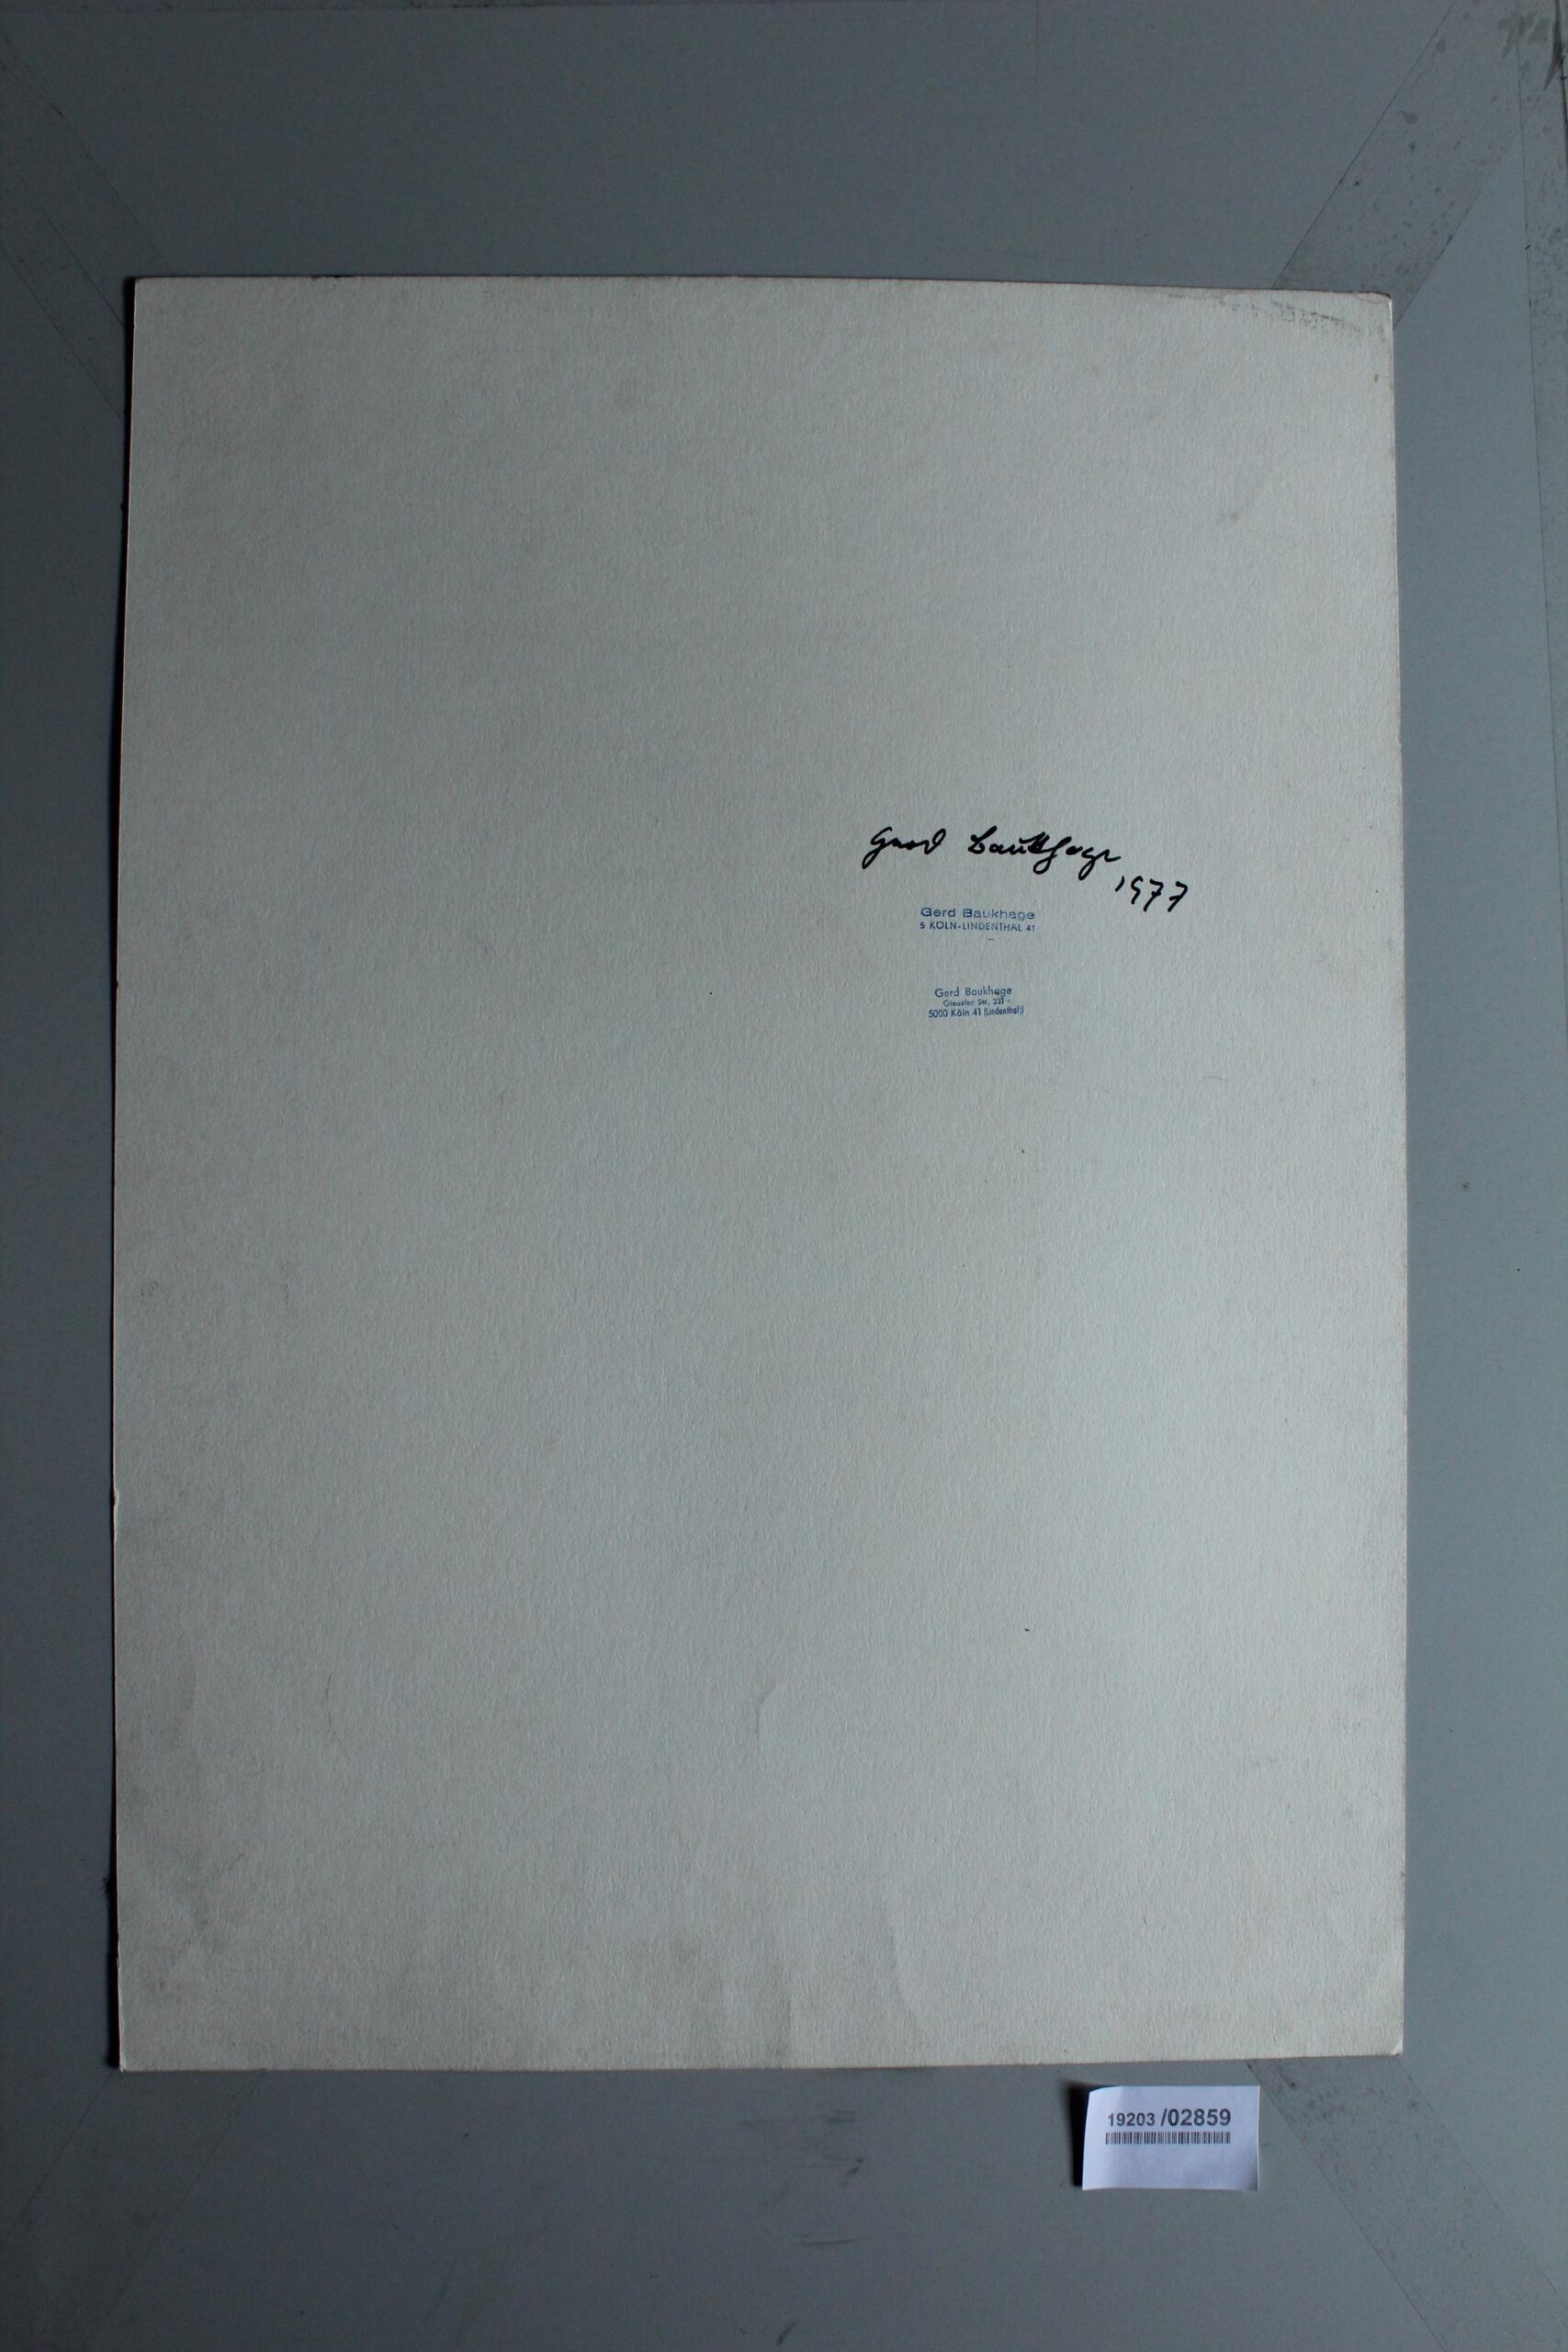 Gerd Baukhage
1977
Gerd Baukhage
5 KÖLN-LINDENTHAL 41
Gerd Baukhage
Gleueler Str. 231
5000 Köln 41 (Lindenthal)
19203 /02859